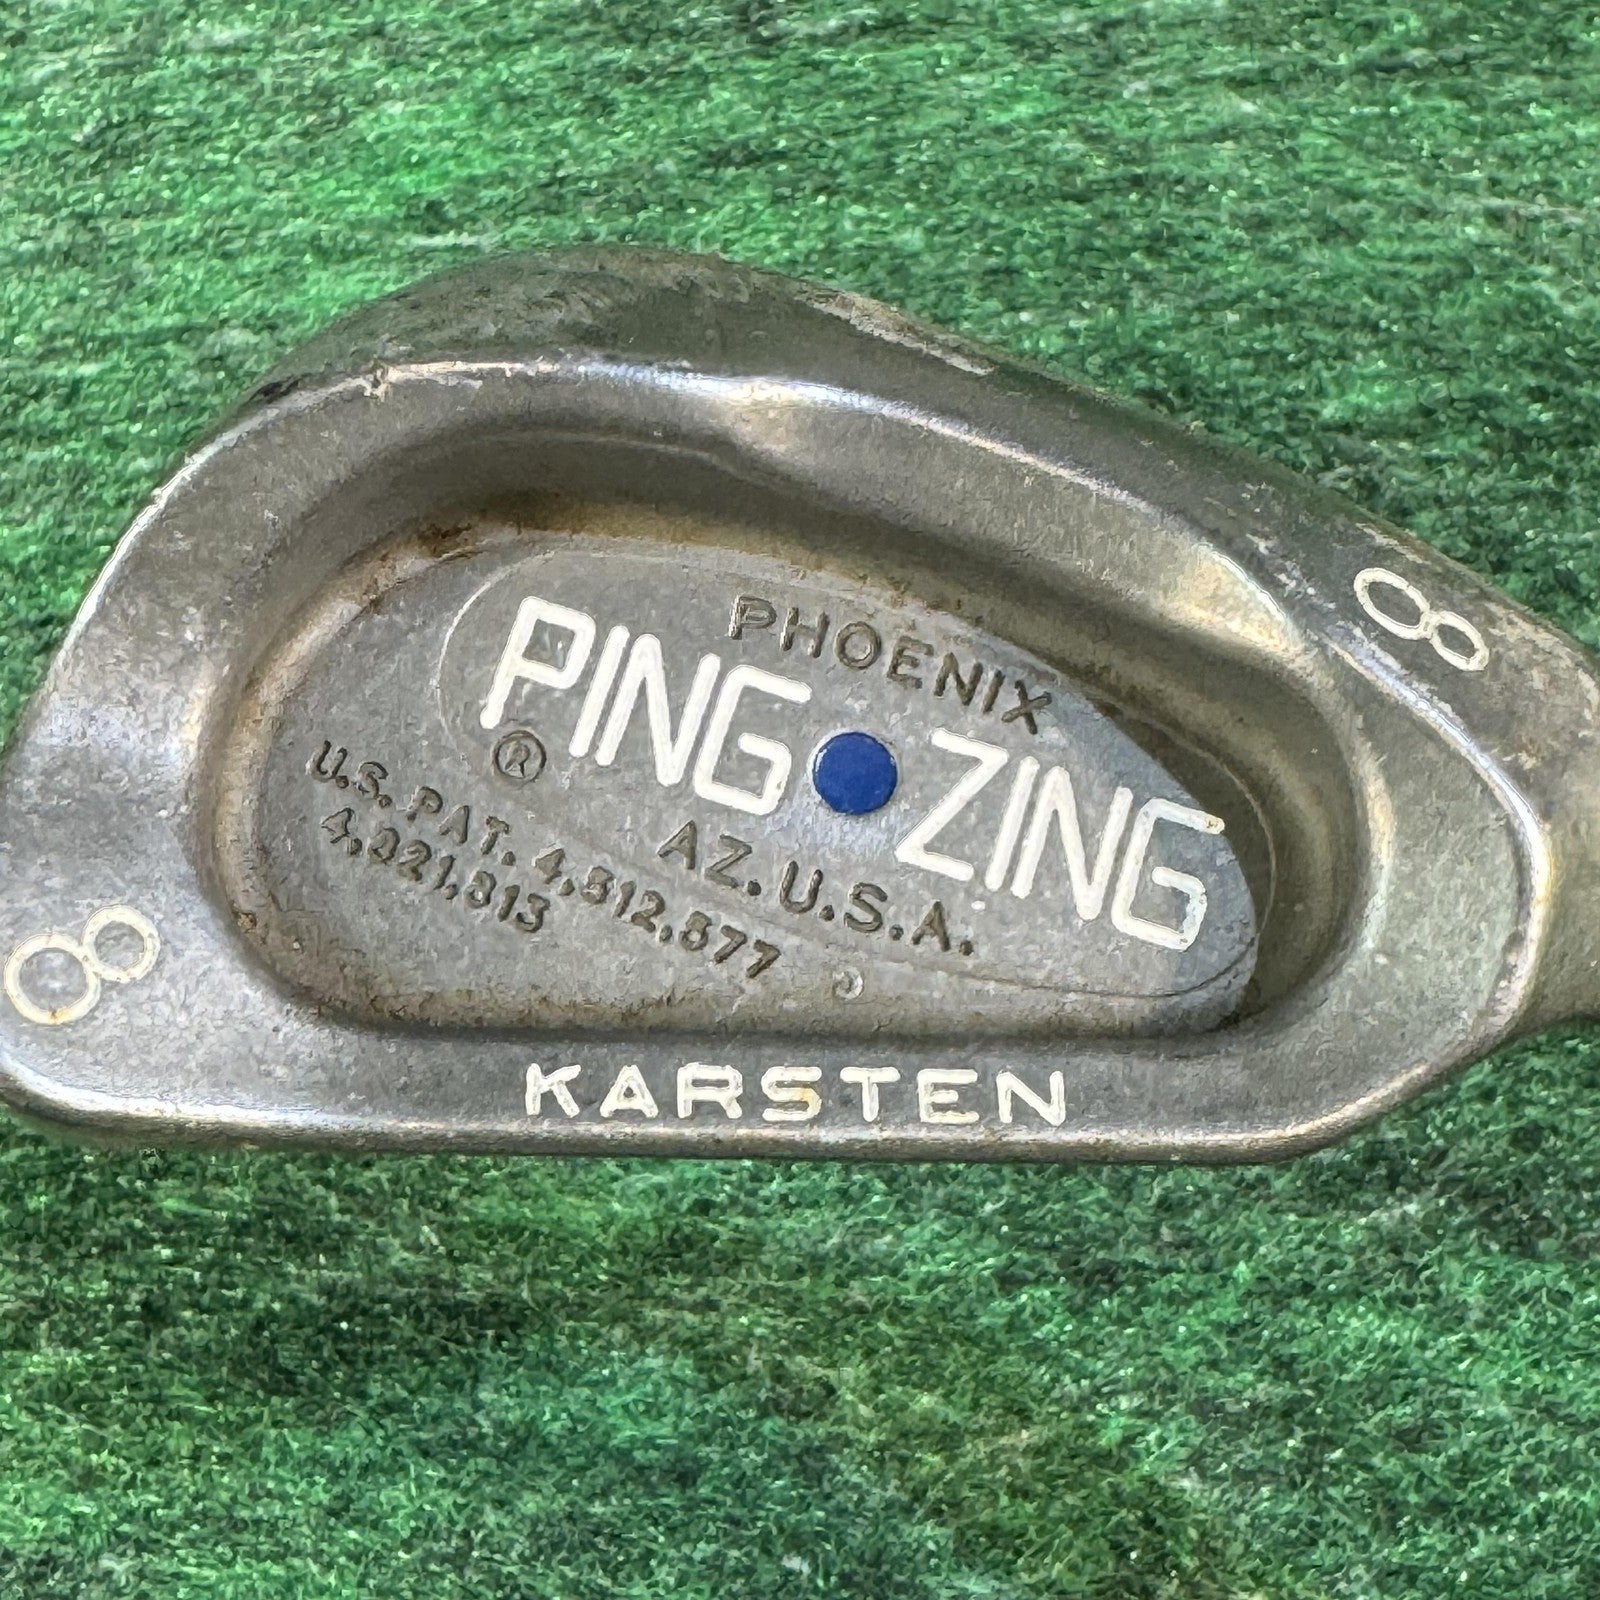 PHOENIX
PING ZING
®
AZ. U.S.A.
U.S. PAT. 4,512,577
4,021,813
8
8
KARSTEN